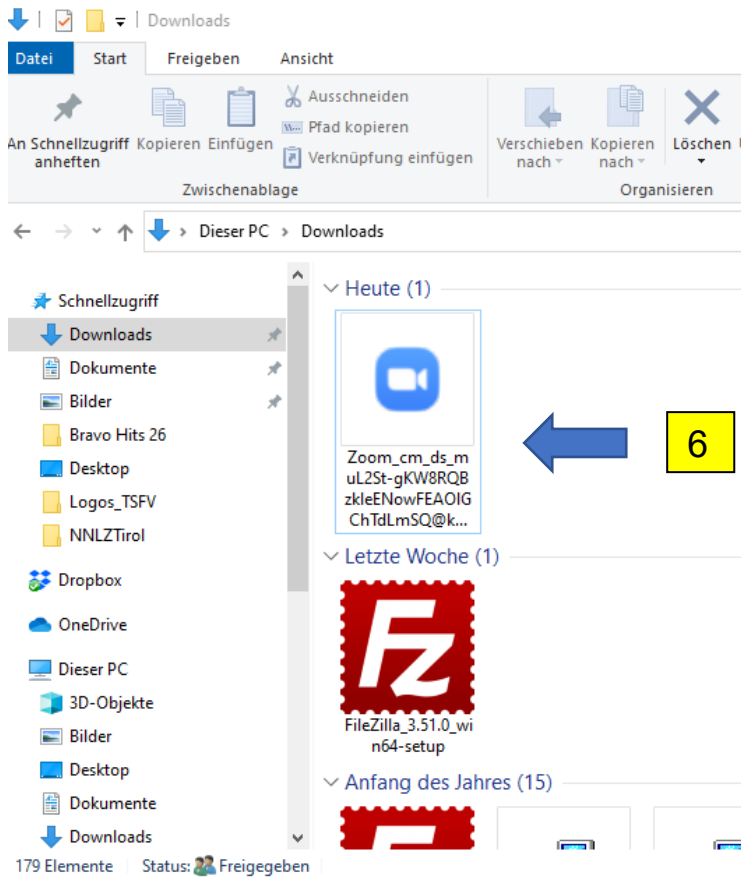 Downloads
Datei Start Freigeben Ansicht
An Schnellzugriff anheften
Kopieren
Einfügen
Ausschneiden
Pfad kopieren
Verknüpfung einfügen
Verschieben nach
Kopieren nach
Löschen
Zwischenablage
Organisieren
Dieser PC Downloads
Schnellzugriff
Downloads
Dokumente
Bilder
Bravo Hits 26
Desktop
Logos_TSFV
NNLZTirol
Dropbox
OneDrive
Dieser PC
3D-Objekte
Bilder
Desktop
Dokumente
Downloads
Heute (1)
Zoom_cm_ds_m
uL2St-gKW8RQB
zkleENowFEAOIG
ChTdLmSQ@k...
6
Letzte Woche (1)
FZ
FileZilla_3.51.0_wi
n64-setup
Anfang des Jahres (15)
179 Elemente Status: Freigegeben